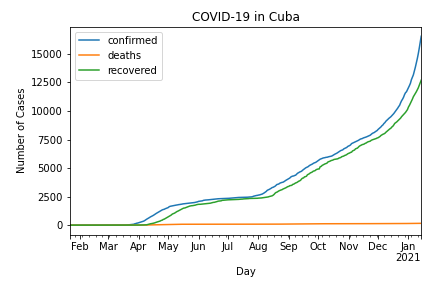 COVID-19 in Cuba
confirmed
deaths
recovered
Number of Cases
15000
12500
10000
7500
5000
2500
0
Feb Mar Apr May Jun Jul Aug Sep Oct Nov Dec Jan
2021
Day